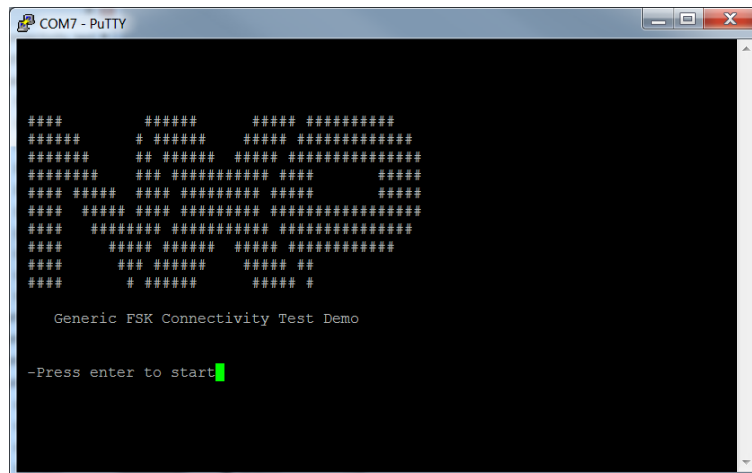 COM7 - PuTTY
####          ######       ##### ##########
######       # ######     ##### #############
#######      ## ######   ##### ###############
########     ### ########### ####        #####
#### #####   #### ######### #####        #####
####  ##### #### ######### #################
####   ######## ########### ###############
####     ##### ######   ##### ############
####       ### ######     ##### ##
####        # ######       ##### #
Generic FSK Connectivity Test Demo
-Press enter to start